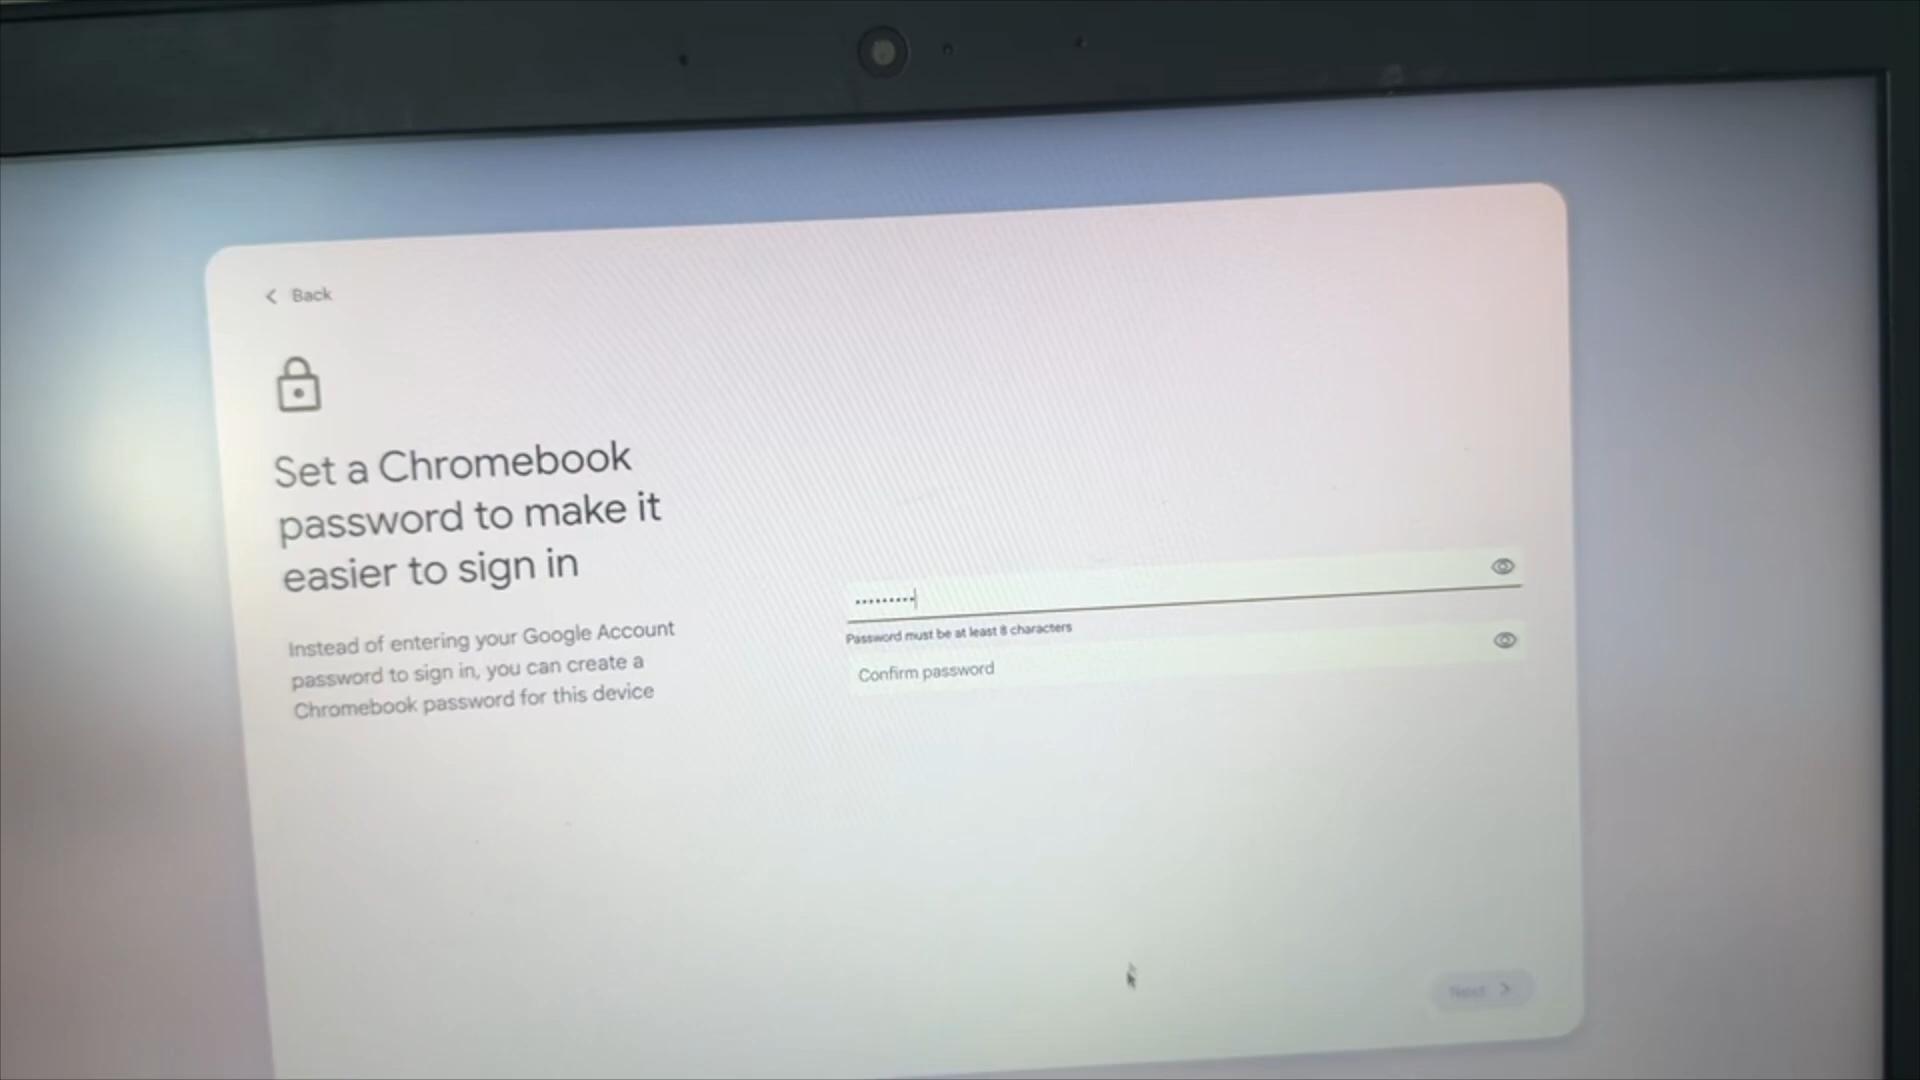 Back
Set a Chromebook
password to make it
easier to sign in
Instead of entering your Google Account
password to sign in, you can create a
Chromebook password for this device
•••••••••
Password must be at least 8 characters
Confirm password
Next